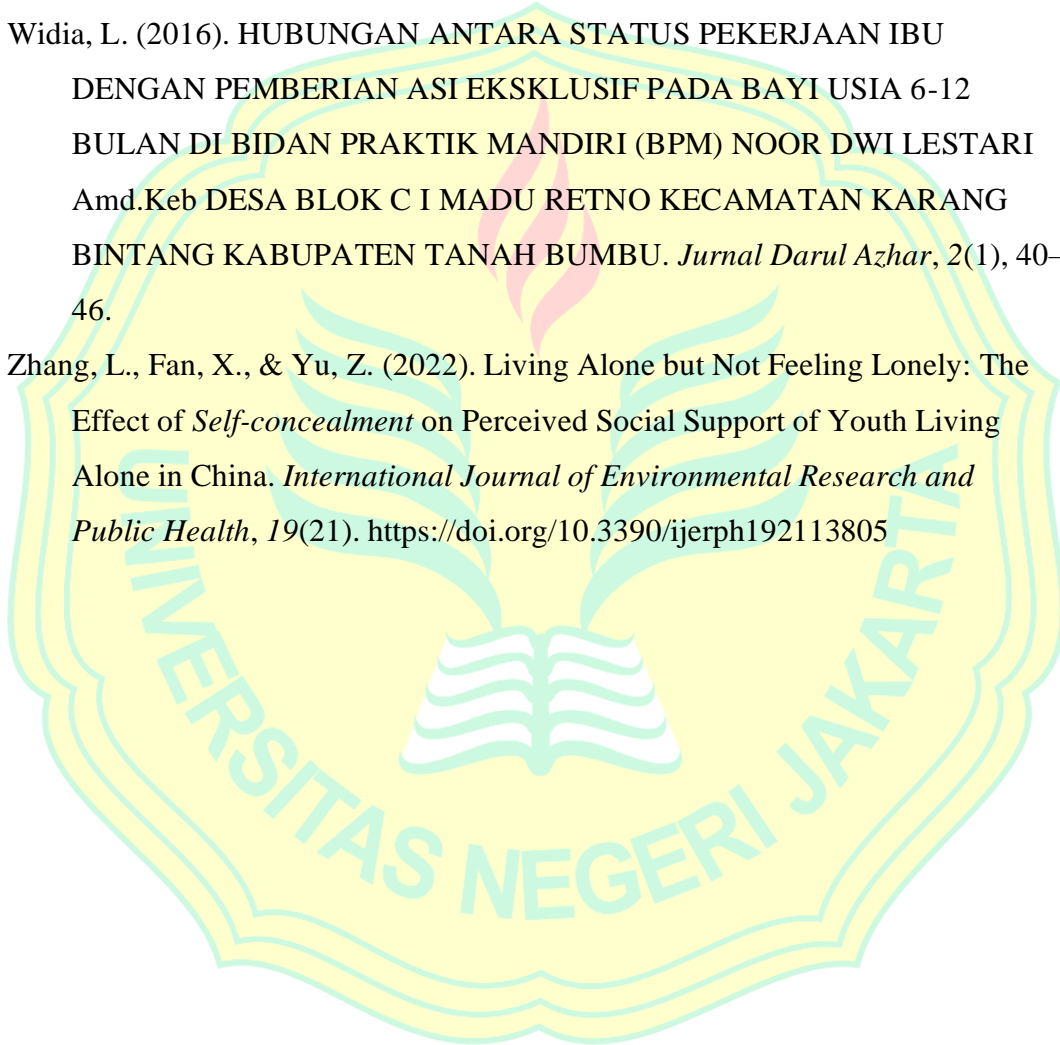 Widia, L. (2016). HUBUNGAN ANTARA STATUS PEKERJAAN IBU
DENGAN PEMBERIAN ASI EKSKLUSIF PADA BAYI USIA 6-12
BULAN DI BIDAN PRAKTIK MANDIRI (BPM) NOOR DWI LESTARI
Amd.Keb DESA BLOK C I MADU RETNO KECAMATAN KARANG
BINTANG KABUPATEN TANAH BUMBU. Jurnal Darul Azhar, 2(1), 40–
46.
Zhang, L., Fan, X., & Yu, Z. (2022). Living Alone but Not Feeling Lonely: The
Effect of Self-concealment on Perceived Social Support of Youth Living
Alone in China. International Journal of Environmental Research and
Public Health, 19(21). https://doi.org/10.3390/ijerph192113805
UNIVERSITAS NEGERI JAKARTA